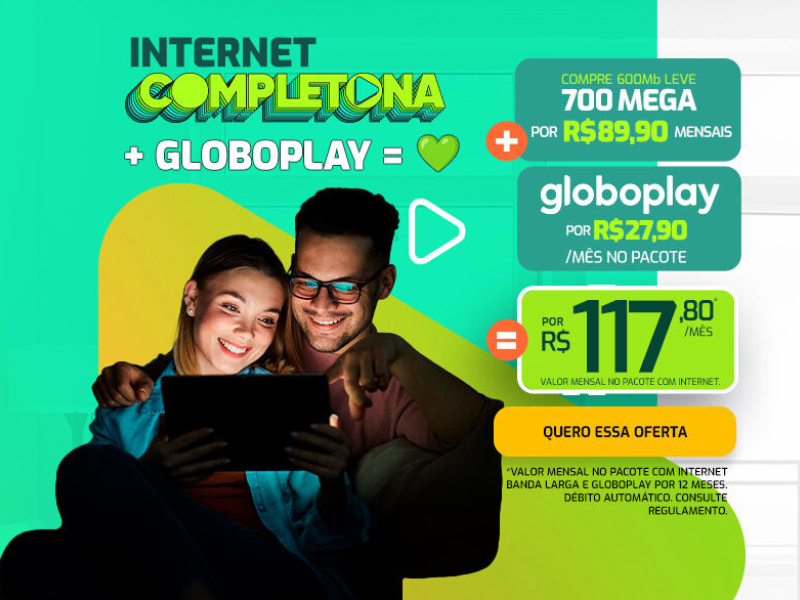 INTERNET
COMPLETONA
+ GLOBOPLAY = 💚
COMPRE 600Mb LEVE
700 MEGA
POR R$89,90 MENSAIS
+
globoplay
POR R$27,90
/MÊS NO PACOTE
=
POR R$ 117,80* /MÊS
VALOR MENSAL NO PACOTE COM INTERNET.
QUERO ESSA OFERTA
*VALOR MENSAL NO PACOTE COM INTERNET
BANDA LARGA E GLOBOPLAY POR 12 MESES.
DÉBITO AUTOMÁTICO. CONSULTE
REGULAMENTO.